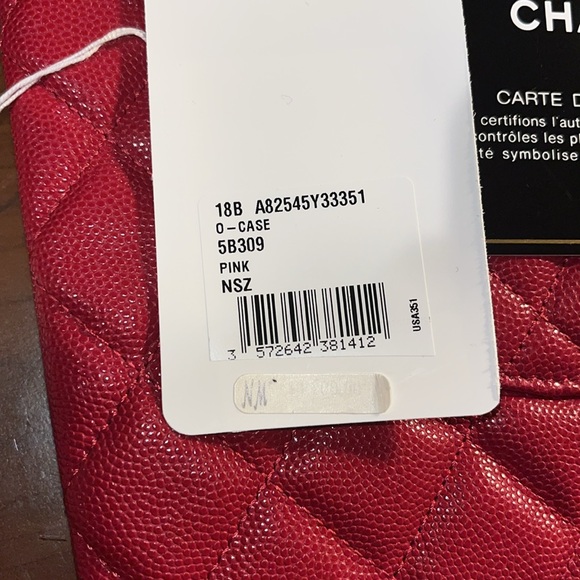 CHA
CARTE D
certifions l'aut
ontrôles les pl
té symbolise
18B A82545Y33351
O-CASE
5B309
PINK
NSZ
USA351
3 572642 381412
NM